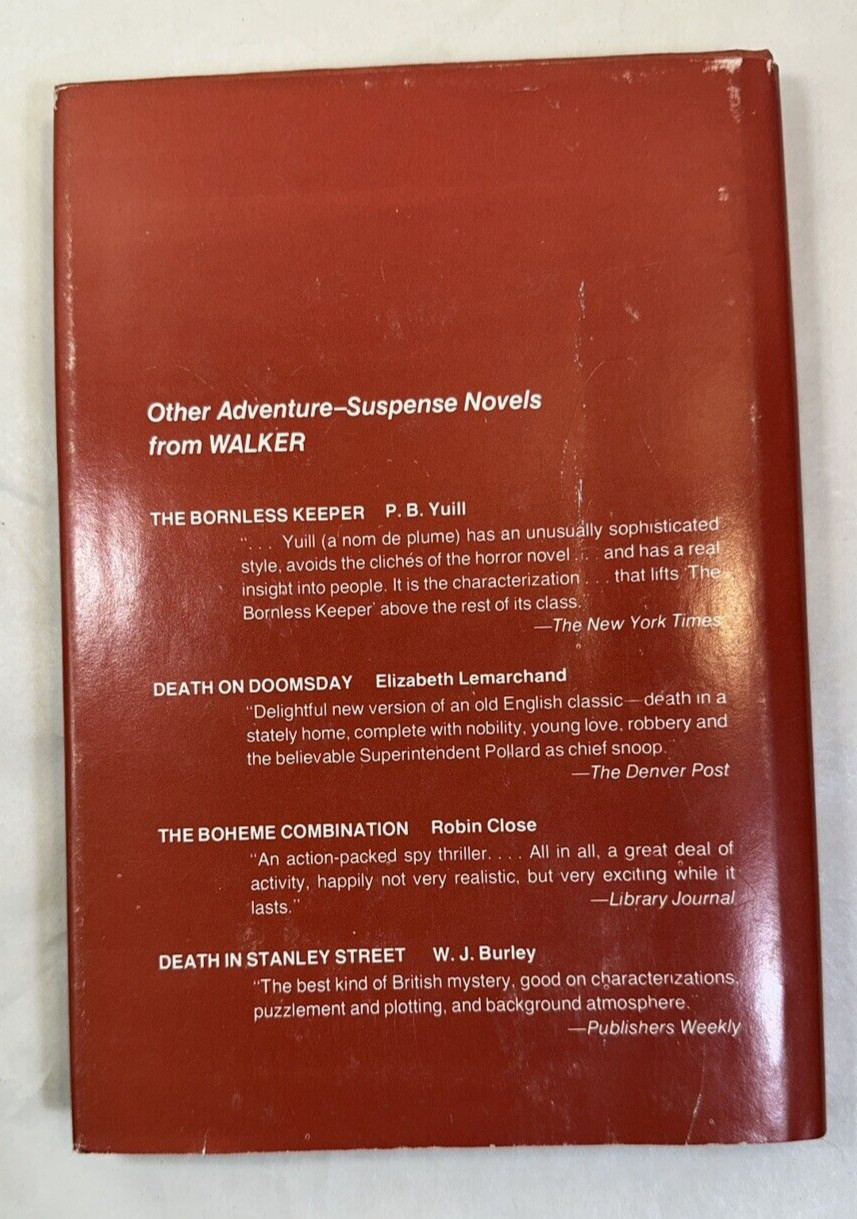 Other Adventure–Suspense Novels
from WALKER
THE BORNLESS KEEPER P. B. Yuill
". . . Yuill (a nom de plume) has an unusually sophisticated
style, avoids the clichés of the horror novel . . . and has a real
insight into people. It is the characterization . . . that lifts 'The
Bornless Keeper' above the rest of its class.
—The New York Times
DEATH ON DOOMSDAY Elizabeth Lemarchand
"Delightful new version of an old English classic—death in a
stately home, complete with nobility, young love, robbery and
the believable Superintendent Pollard as chief snoop.
—The Denver Post
THE BOHEME COMBINATION Robin Close
"An action-packed spy thriller. . . . All in all, a great deal of
activity, happily not very realistic, but very exciting while it
lasts." —Library Journal
DEATH IN STANLEY STREET W. J. Burley
"The best kind of British mystery, good on characterizations,
puzzlement and plotting, and background atmosphere.
—Publishers Weekly